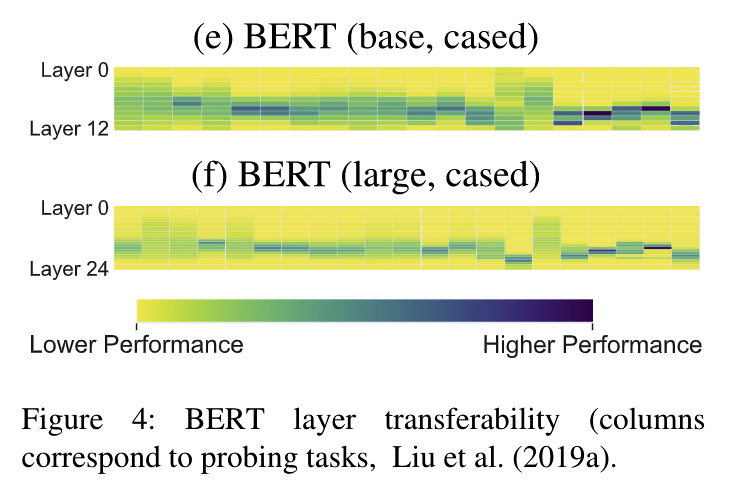 (e) BERT (base, cased)
Layer 0
Layer 12
(f) BERT (large, cased)
Layer 0
Layer 24
Lower Performance
Higher Performance
Figure 4: BERT layer transferability (columns
correspond to probing tasks, Liu et al. (2019a).